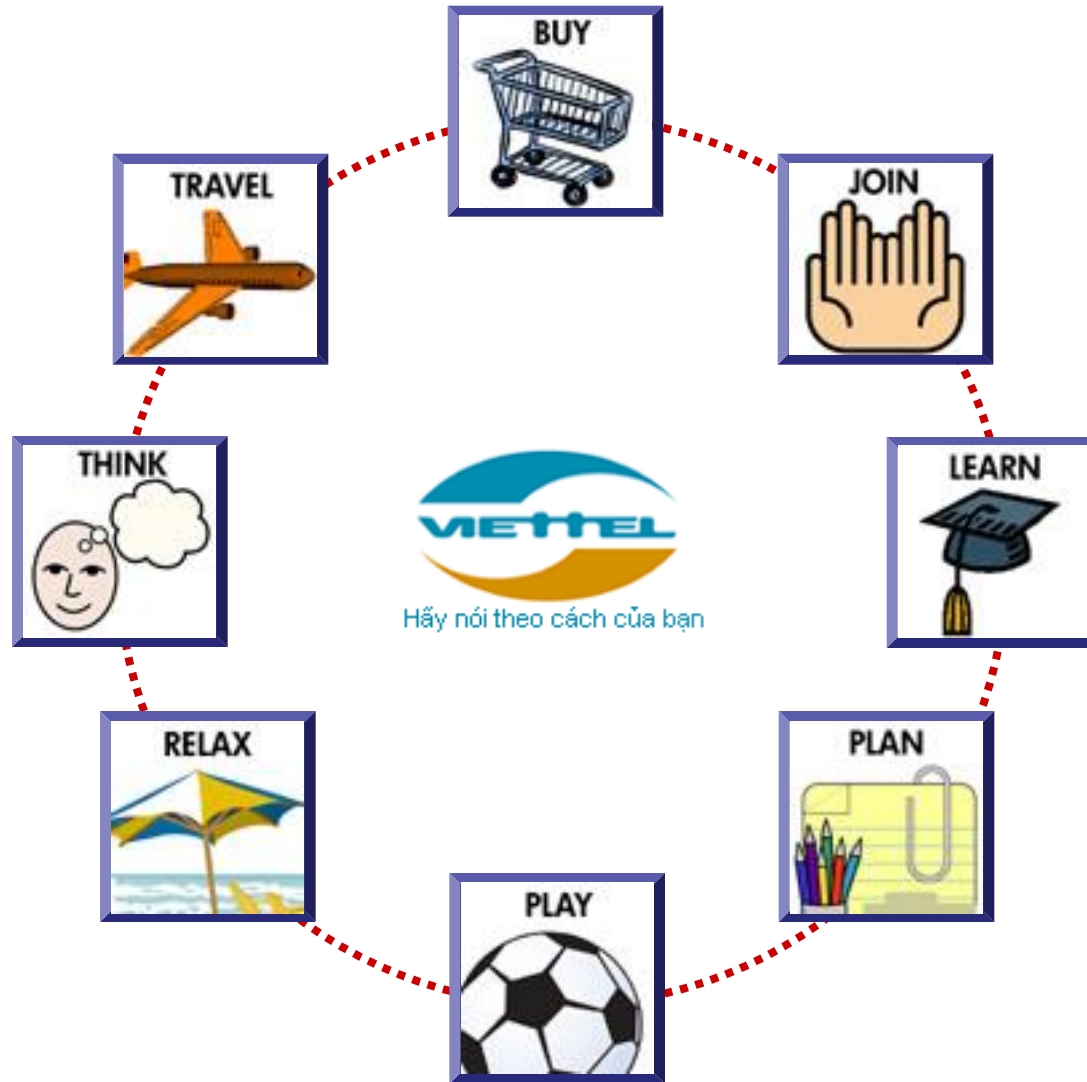 BUY
JOIN
LEARN
PLAN
PLAY
RELAX
THINK
TRAVEL
VIETTEL
Hãy nói theo cách của bạn